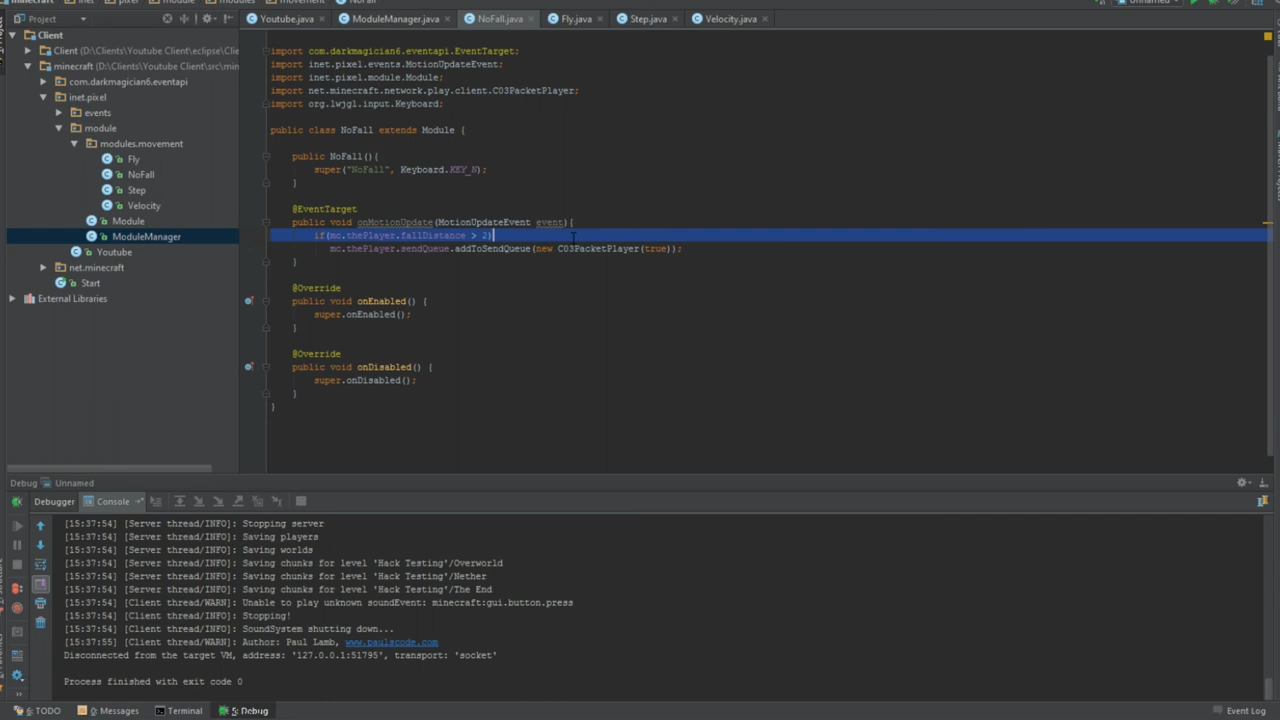 Unnamed
minecraft inet pixel module modules movement NoFall
Project
Youtube.java ModuleManager.java NoFall.java Fly.java Step.java Velocity.java
Client
Client (D:\Clients\Youtube Client\eclipse\Clie
minecraft (D:\Clients\Youtube Client\src\min
com.darkmagician6.eventapi
inet.pixel
events
module
modules.movement
Fly
NoFall
Step
Velocity
Module
ModuleManager
Youtube
net.minecraft
Start
External Libraries
import com.darkmagician6.eventapi.EventTarget;
import inet.pixel.events.MotionUpdateEvent;
import inet.pixel.module.Module;
import net.minecraft.network.play.client.C03PacketPlayer;
import org.lwjgl.input.Keyboard;
public class NoFall extends Module {
public NoFall(){
super("NoFall", Keyboard.KEY_N);
}
@EventTarget
public void onMotionUpdate(MotionUpdateEvent event){
if(mc.thePlayer.fallDistance > 2)
mc.thePlayer.sendQueue.addToSendQueue(new C03PacketPlayer(true));
}
@Override
public void onEnabled() {
super.onEnabled();
}
@Override
public void onDisabled() {
super.onDisabled();
}
}
Debug Unnamed
Debugger Console
[15:37:54] [Server thread/INFO]: Stopping server
[15:37:54] [Server thread/INFO]: Saving players
[15:37:54] [Server thread/INFO]: Saving worlds
[15:37:54] [Server thread/INFO]: Saving chunks for level 'Hack Testing'/Overworld
[15:37:54] [Server thread/INFO]: Saving chunks for level 'Hack Testing'/Nether
[15:37:54] [Server thread/INFO]: Saving chunks for level 'Hack Testing'/The End
[15:37:54] [Client thread/WARN]: Unable to play unknown soundEvent: minecraft:gui.button.press
[15:37:54] [Client thread/INFO]: Stopping!
[15:37:54] [Client thread/INFO]: SoundSystem shutting down...
[15:37:55] [Client thread/WARN]: Author: Paul Lamb, www.paulscode.com
Disconnected from the target VM, address: '127.0.0.1:51795', transport: 'socket'
Process finished with exit code 0
6: TODO 0: Messages Terminal 5: Debug Event Log